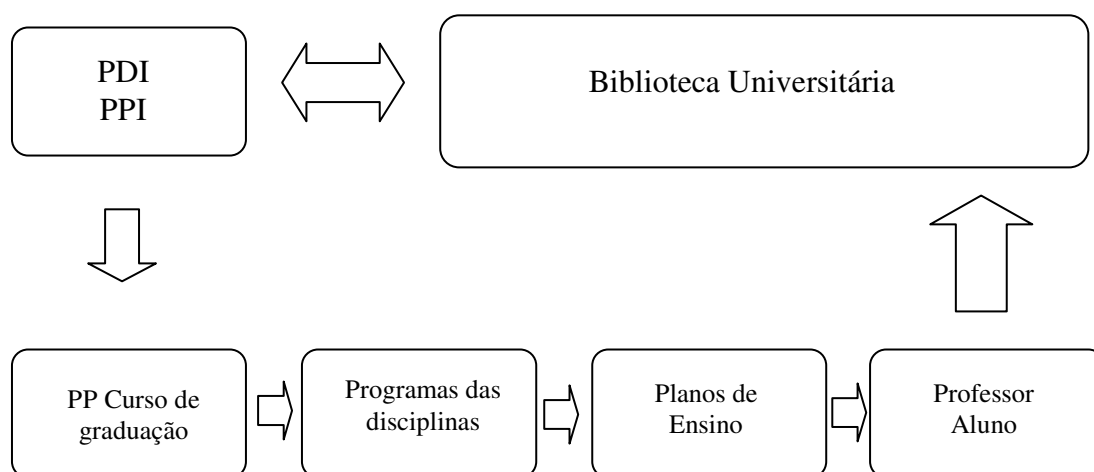 PDI
PPI
Biblioteca Universitária
PP Curso de
graduação
Programas das
disciplinas
Planos de
Ensino
Professor
Aluno